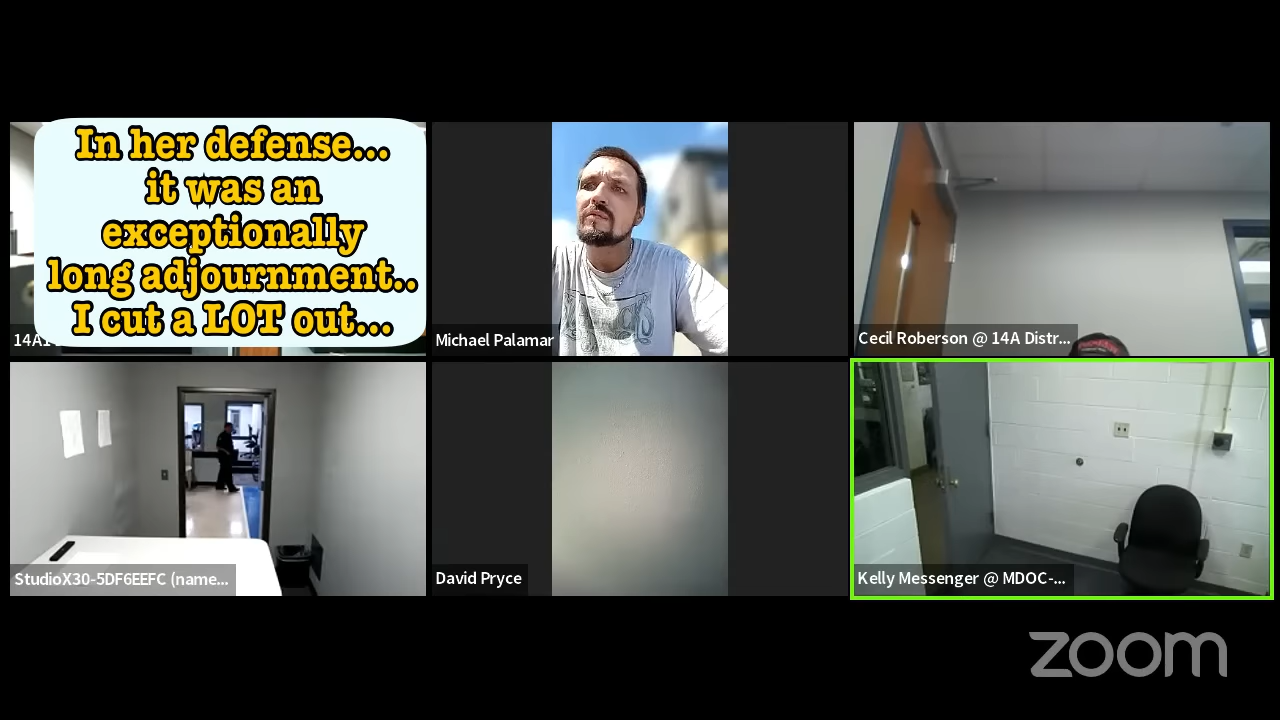 In her defense...
it was an
exceptionally
long adjournment..
I cut a LOT out...
14A1
Michael Palamar
Cecil Roberson @ 14A Distr...
StudioX30-5DF6EEFC (name...
David Pryce
Kelly Messenger @ MDOC-...
zoom